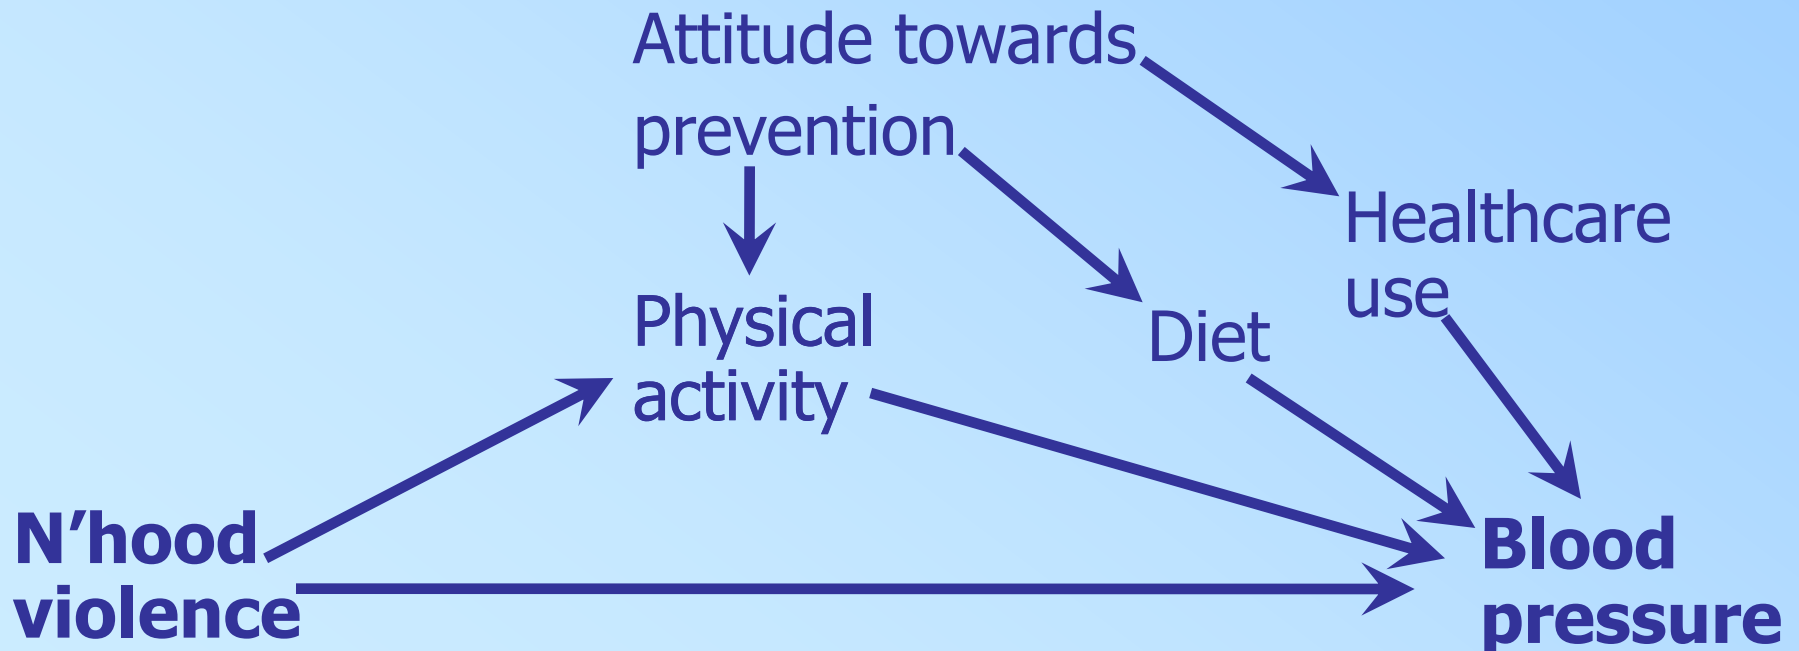 Attitude towards
prevention
Healthcare
use
Physical
activity
Diet
N’hood
violence
Blood
pressure